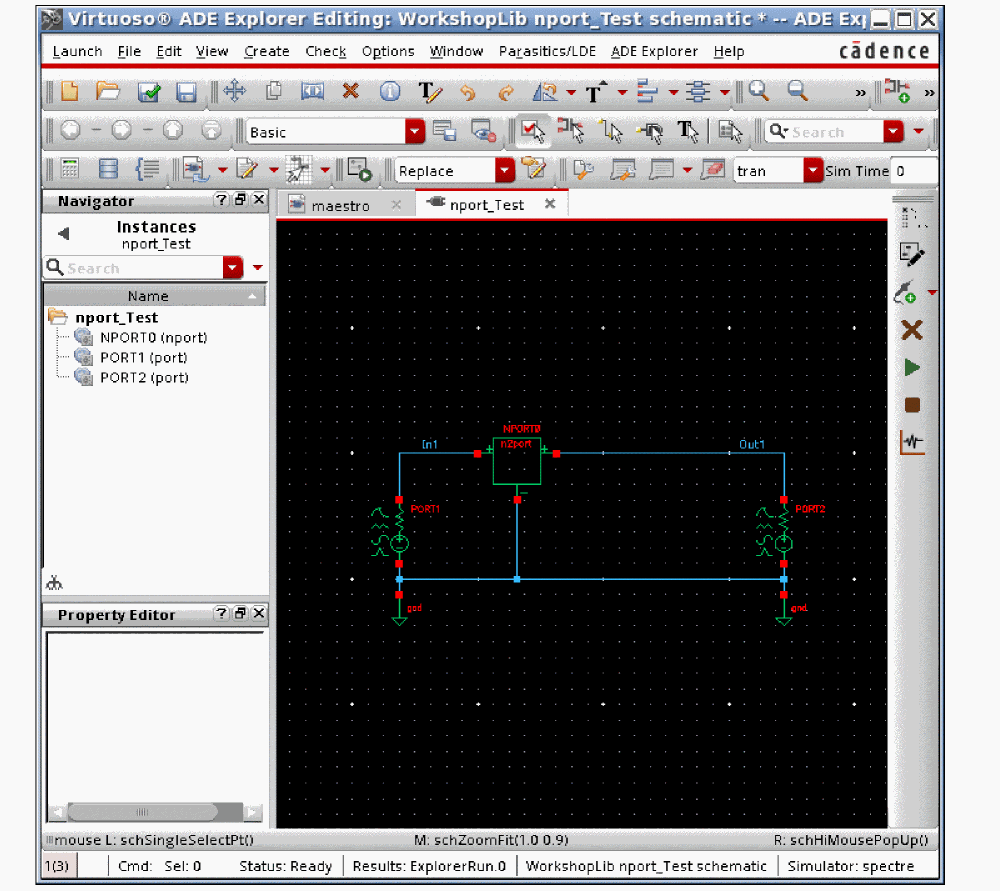 Virtuoso® ADE Explorer Editing: WorkshopLib nport_Test schematic * -- ADE Exp
Launch File Edit View Create Check Options Window Parasitics/LDE ADE Explorer Help cādence
» »
Basic Search
Replace tran Sim Time 0
Navigator
maestro nport_Test
Instances
nport_Test
Search
Name
nport_Test
NPORT0 (nport)
PORT1 (port)
PORT2 (port)
NPORT0
In1 n2port Out1
PORT1 PORT2
gnd gnd
Property Editor
mouse L: schSingleSelectPt() M: schZoomFit(1.0 0.9) R: schHiMousePopUp()
1(3) Cmd: Sel: 0 Status: Ready Results: ExplorerRun.0 WorkshopLib nport_Test schematic Simulator: spectre